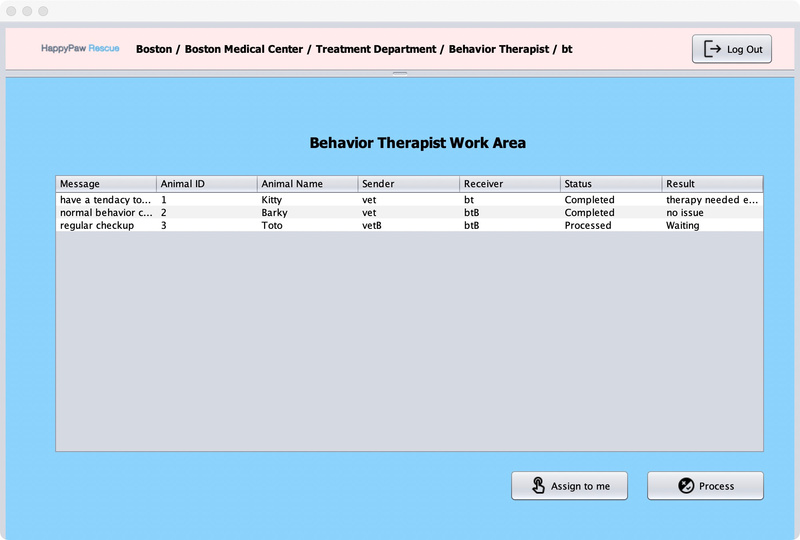 HappyPaw Rescue Boston / Boston Medical Center / Treatment Department / Behavior Therapist / bt Log Out
Behavior Therapist Work Area
Message Animal ID Animal Name Sender Receiver Status Result
have a tendacy to... 1 Kitty vet bt Completed therapy needed e...
normal behavior c... 2 Barky vet btB Completed no issue
regular checkup 3 Toto vetB btB Processed Waiting
Assign to me Process